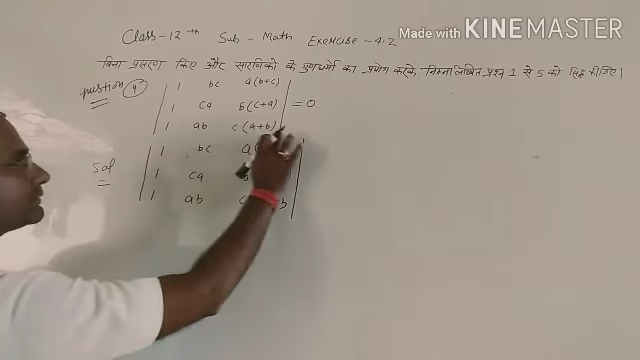 Made with KINEMASTER
Class-12th Sub - Math Exercise - 4.2
बिना प्रसरण किए और सारणिकों के गुणधर्मों का प्रयोग करके निम्नलिखित प्रश्न 1 से 5 को सिद्ध कीजिए।
Question 4
| 1 bc a(b+c) |
| 1 ca b(c+a) | = 0
| 1 ab c(a+b) |
Sol
| 1 bc a |
| 1 ca |
| 1 ab b |